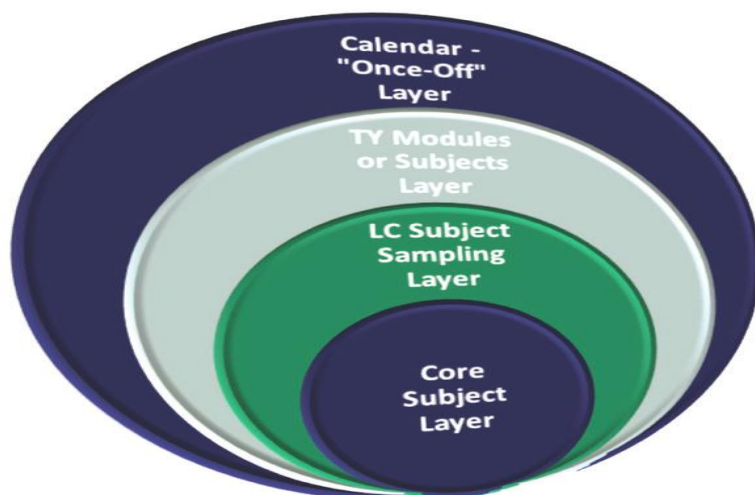 Calendar -
"Once-Off"
Layer
TY Modules
or Subjects
Layer
LC Subject
Sampling
Layer
Core
Subject
Layer